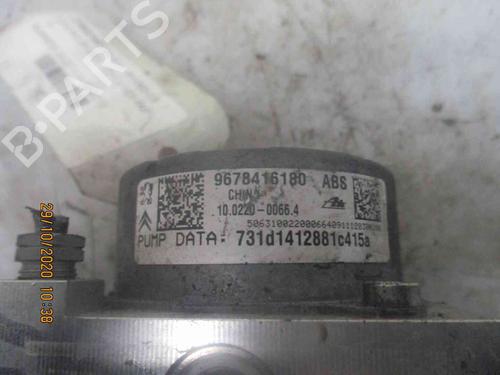 9678416180 ABS
CHINA
10.0220-0066.4
PUMP DATA: 731d1412881c415a
29/10/2020 10:38
B-PARTS